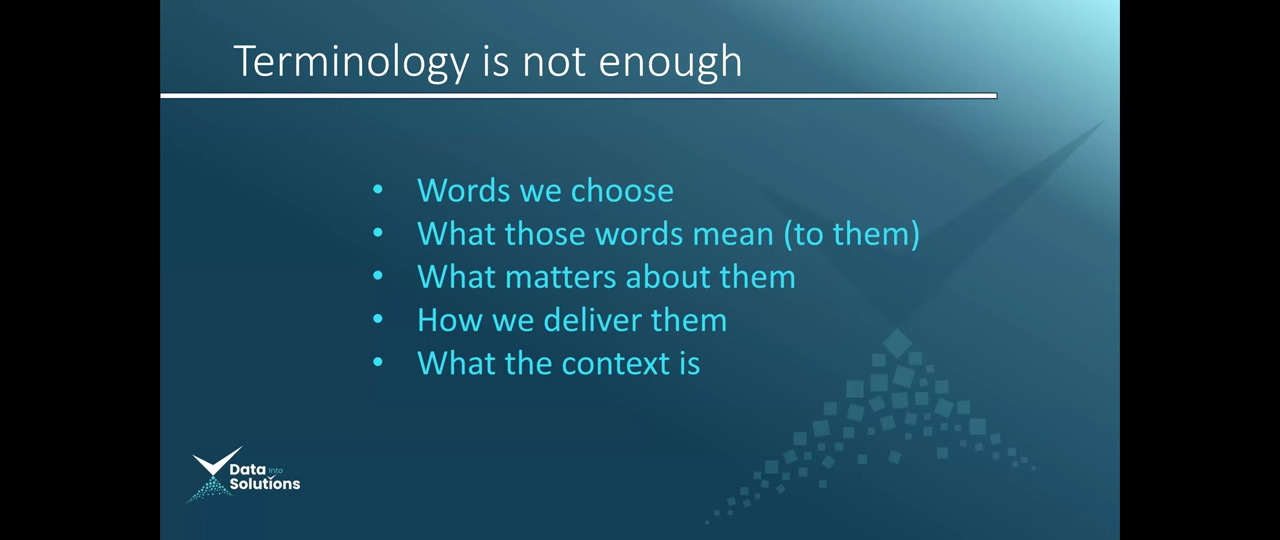 Terminology is not enough
• Words we choose
• What those words mean (to them)
• What matters about them
• How we deliver them
• What the context is
Data Into
Solutions